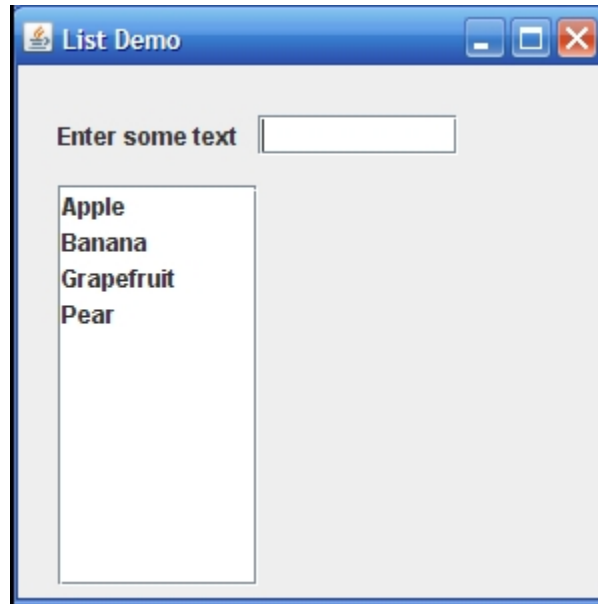 List Demo
Enter some text
Apple
Banana
Grapefruit
Pear